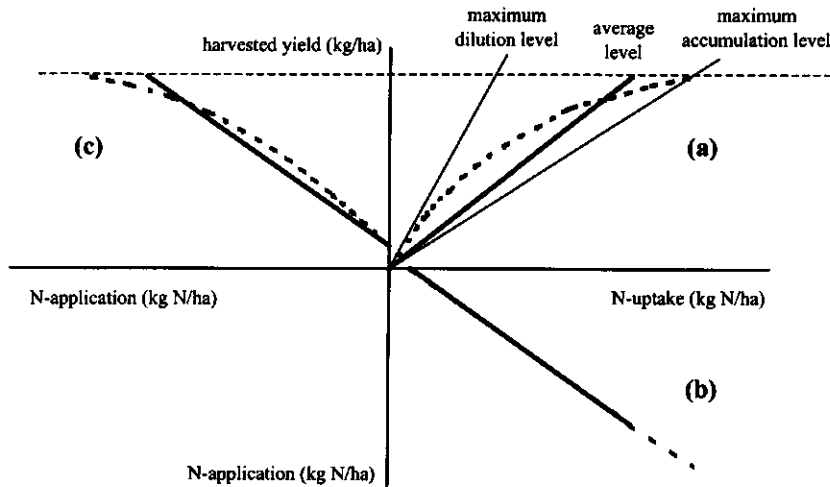 maximum
dilution level
average
level
maximum
accumulation level
harvested yield (kg/ha)
(c)
(a)
N-application (kg N/ha)
N-uptake (kg N/ha)
(b)
N-application (kg N/ha)